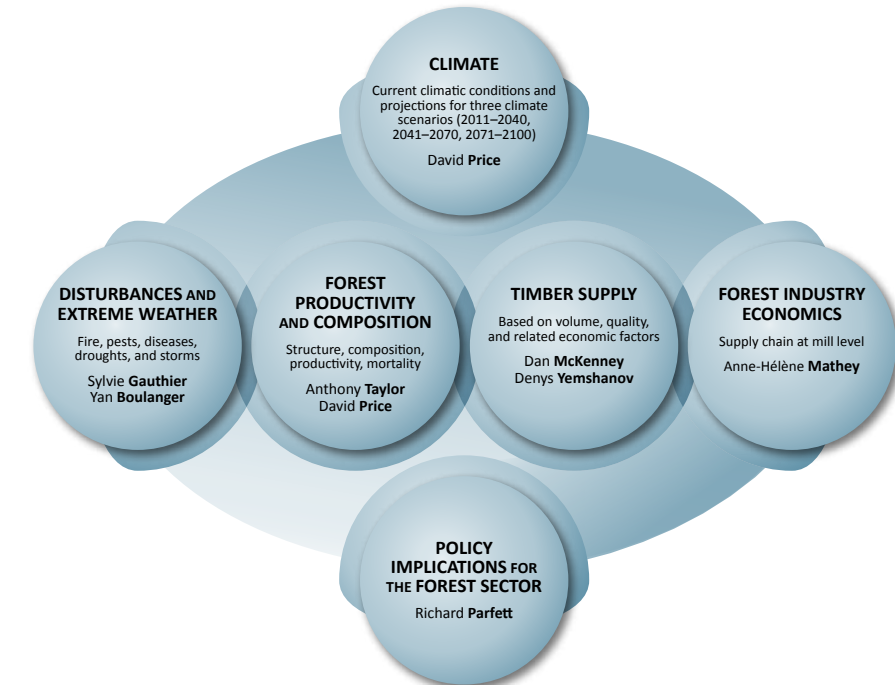 CLIMATE
Current climatic conditions and
projections for three climate
scenarios (2011–2040,
2041–2070, 2071–2100)
David Price
DISTURBANCES AND
EXTREME WEATHER
Fire, pests, diseases,
droughts, and storms
Sylvie Gauthier
Yan Boulanger
FOREST
PRODUCTIVITY
AND COMPOSITION
Structure, composition,
productivity, mortality
Anthony Taylor
David Price
TIMBER SUPPLY
Based on volume, quality,
and related economic factors
Dan McKenney
Denys Yemshanov
FOREST INDUSTRY
ECONOMICS
Supply chain at mill level
Anne-Hélène Mathey
POLICY
IMPLICATIONS FOR
THE FOREST SECTOR
Richard Parfett